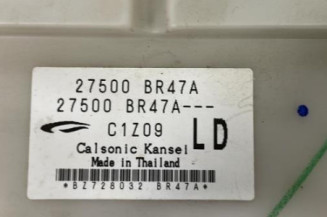 27500 BR47A
27500 BR47A---
C1Z09
LD
Calsonic Kansei
Made in Thailand
*BZ728032 BR47A*